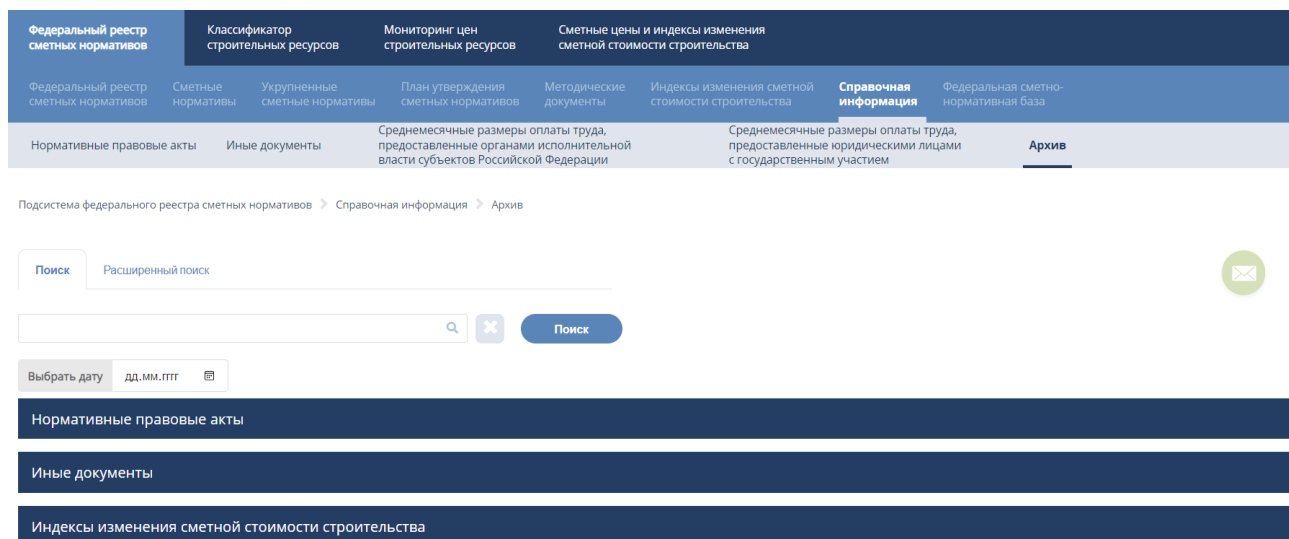 Федеральный реестр
сметных нормативов
Классификатор
строительных ресурсов
Мониторинг цен
строительных ресурсов
Сметные цены и индексы изменения
сметной стоимости строительства
Федеральный реестр
сметных нормативов
Сметные
нормативы
Укрупненные
сметные нормативы
План утверждения
сметных нормативов
Методические
документы
Индексы изменения сметной
стоимости строительства
Справочная
информация
Федеральная сметно-
нормативная база
Нормативные правовые акты
Иные документы
Среднемесячные размеры оплаты труда,
предоставленные органами исполнительной
власти субъектов Российской Федерации
Среднемесячные размеры оплаты труда,
предоставленные юридическими лицами
с государственным участием
Архив
Подсистема федерального реестра сметных нормативов > Справочная информация > Архив
Поиск
Расширенный поиск
Поиск
Выбрать дату дд.мм.гггг
Нормативные правовые акты
Иные документы
Индексы изменения сметной стоимости строительства